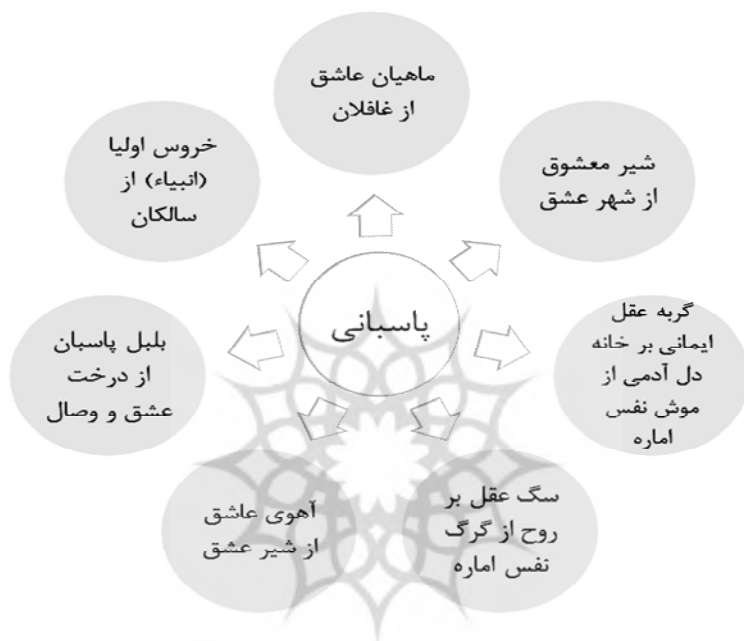 ماهیان عاشق
از غافلان
شیر معشوق
از شهر عشق
گربه عقل
ایمانی بر خانه
دل آدمی از
موش نفس
اماره
سگ عقل بر
روح از گرگ
نفس اماره
آهوی عاشق
از شیر عشق
بلبل پاسبان
از درخت
عشق و وصال
خروس اولیا
(انبیاء) از
سالکان
پاسبانی